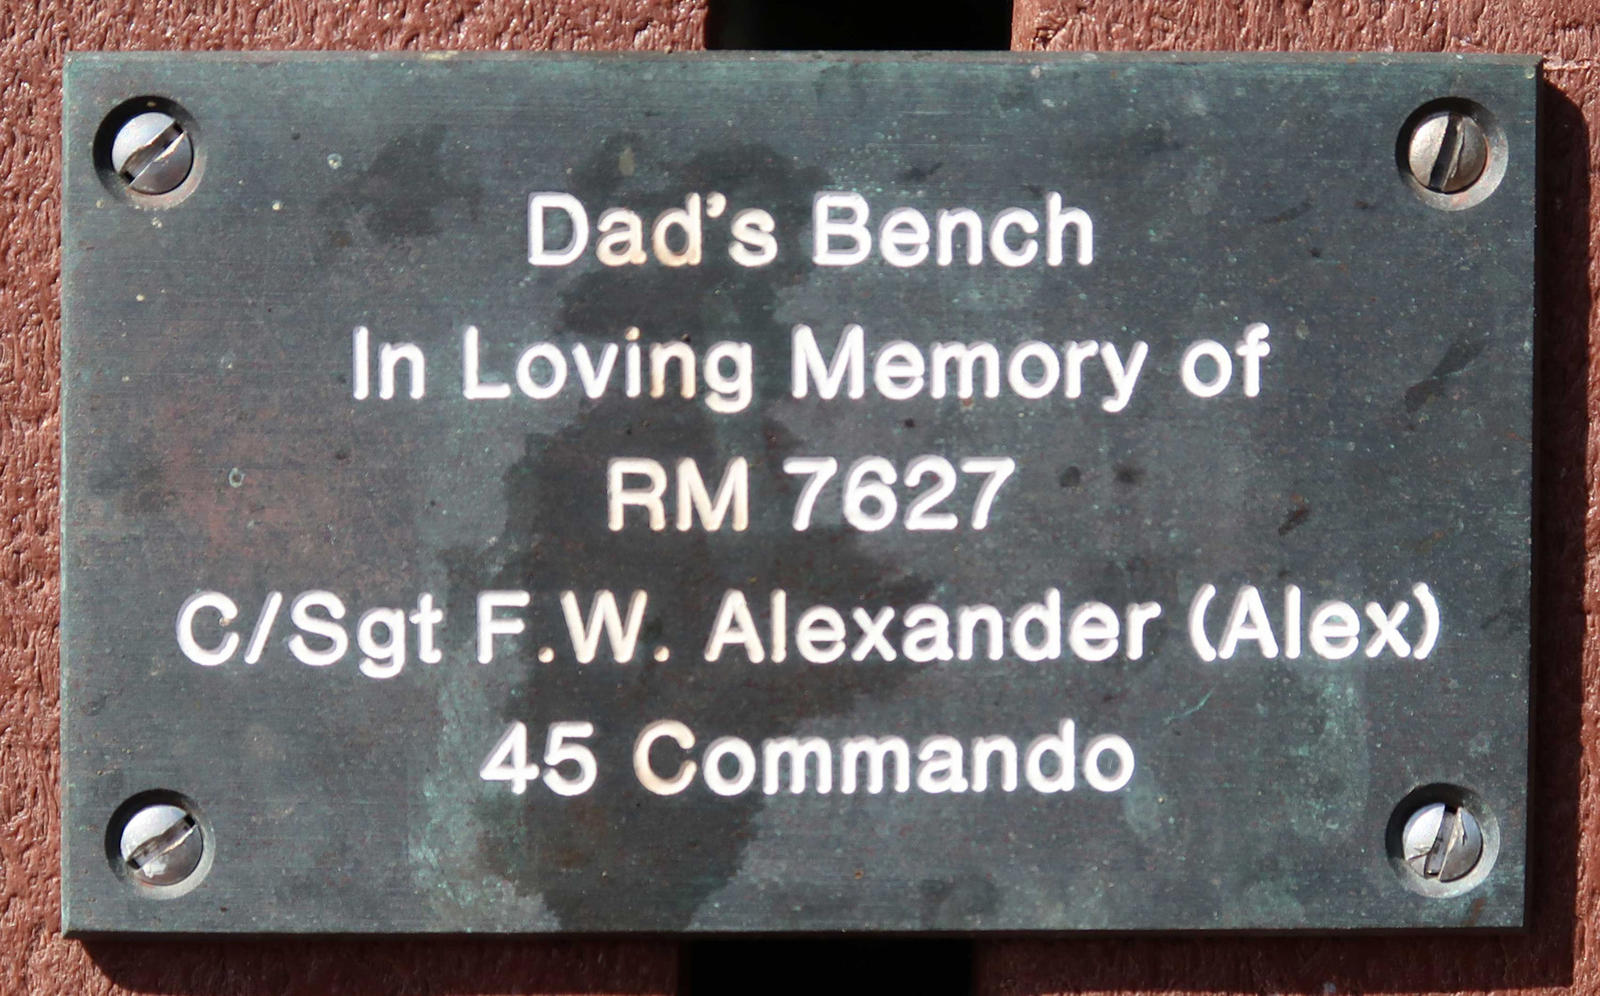 Dad's Bench
In Loving Memory of
RM 7627
C/Sgt F.W. Alexander (Alex)
45 Commando